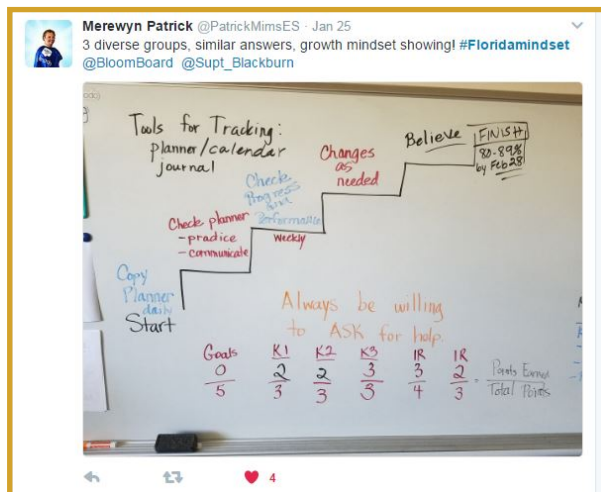 Merewyn Patrick @PatrickMimsES · Jan 25
3 diverse groups, similar answers, growth mindset showing! #Floridamindset
@BloomBoard @Supt_Blackburn
Tools for Tracking:
planner/calendar
journal
Believe
FINISH
80-89%
by Feb 28
Changes
as
needed
Check
Progress
and
Performance
weekly
Check planner
-pradice
-communicate
Copy
Planner
daily
Start
Always be willing
to ASK for help.
Goals K1 K2 K3 IR IR
0 2 2 3 3 2 = Points Earned
5 3 3 3 4 3 Total Points
4